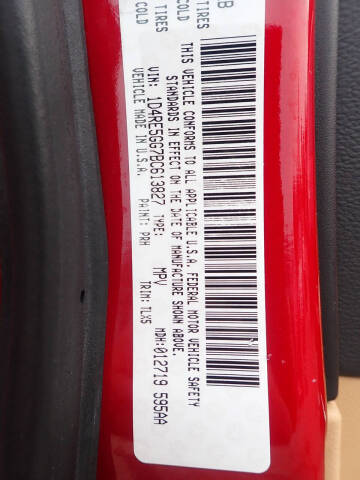 B
TIRES TIRES
COLD COLD
THIS VEHICLE CONFORMS TO ALL APPLICABLE U.S.A. FEDERAL MOTOR VEHICLE SAFETY
STANDARDS IN EFFECT ON THE DATE OF MANUFACTURE SHOWN ABOVE.
VIN: 1D4RE5GG7BC613827 TYPE: MPV
VEHICLE MADE IN U.S.A. PAINT: PRH TRIM: TLX5 MDH:012719 595AA